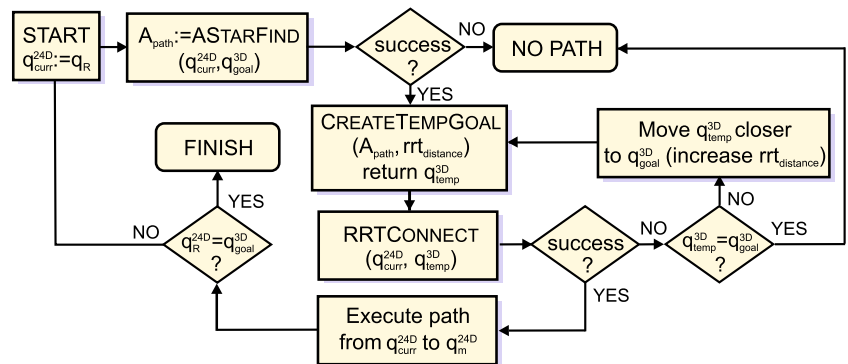 START
q^24D_curr:=q_R
A_path:=ASTARFIND
(q^24D_curr,q^3D_goal)
success
?
NO
NO PATH
YES
CREATETEMPGOAL
(A_path, rrt_distance)
return q^3D_temp
Move q^3D_temp closer
to q^3D_goal (increase rrt_distance)
FINISH
YES
NO
q^24D_R=q^3D_goal
?
RRTCONNECT
(q^24D_curr, q^3D_temp)
success
?
NO
YES
q^3D_temp=q^3D_goal
?
NO
YES
Execute path
from q^24D_curr to q^24D_m